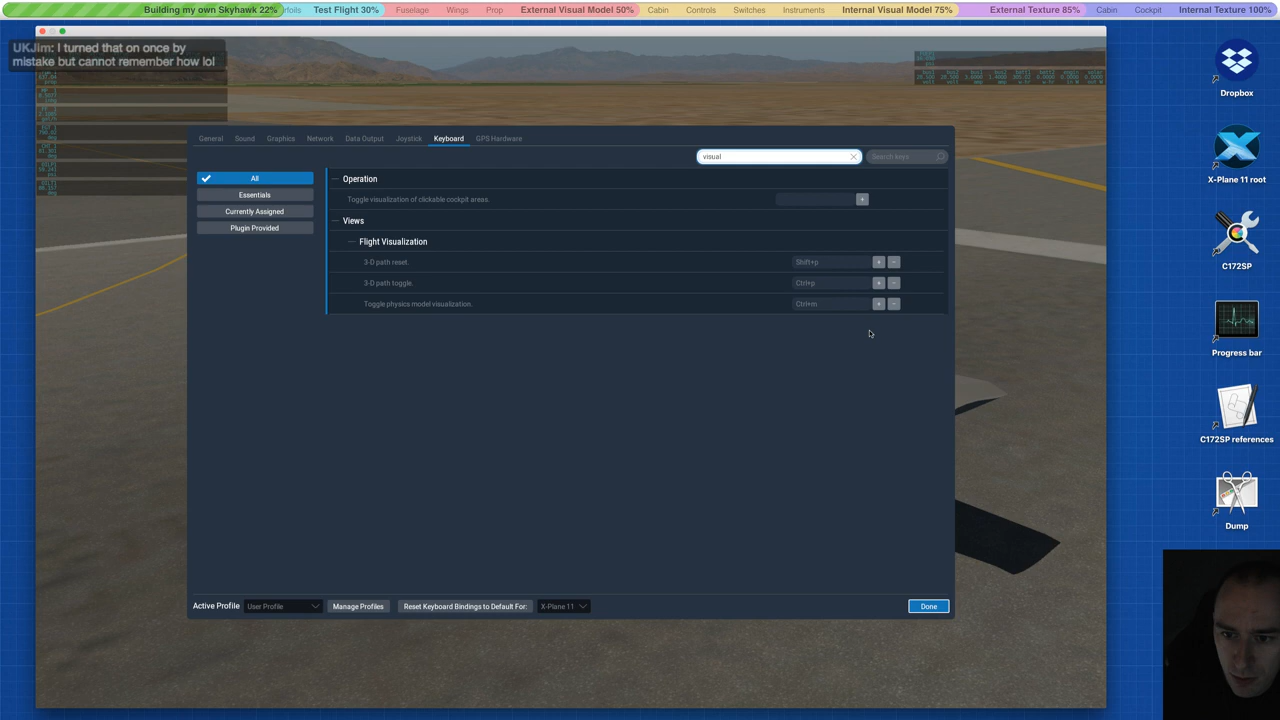 Building my own Skyhawk 22%
rfoils
Test Flight 30%
Fuselage
Wings
Prop
External Visual Model 50%
Cabin
Controls
Switches
Instruments
Internal Visual Model 75%
External Texture 85%
Cabin
Cockpit
Internal Texture 100%
UKJim: I turned that on once by
mistake but cannot remember how lol
General
Sound
Graphics
Network
Data Output
Joystick
Keyboard
GPS Hardware
visual
Search keys
All
Essentials
Currently Assigned
Plugin Provided
Operation
Toggle visualization of clickable cockpit areas.
Views
Flight Visualization
3-D path reset.
Shift+p
3-D path toggle.
Ctrl+p
Toggle physics model visualization.
Ctrl+m
Active Profile
User Profile
Manage Profiles
Reset Keyboard Bindings to Default For:
X-Plane 11
Done
Dropbox
X-Plane 11 root
C172SP
Progress bar
C172SP references
Dump